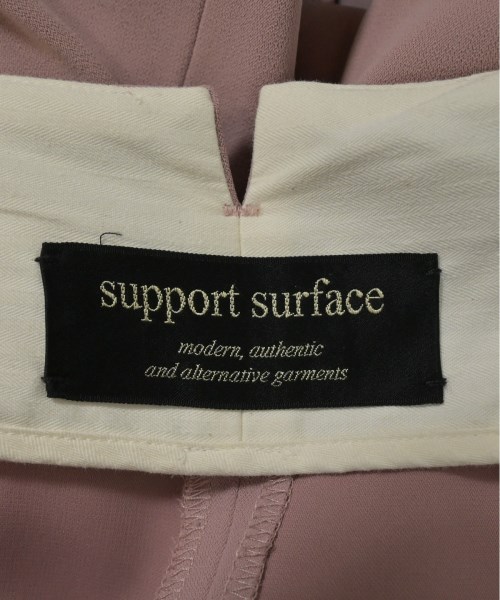 support surface
modern, authentic
and alternative garments